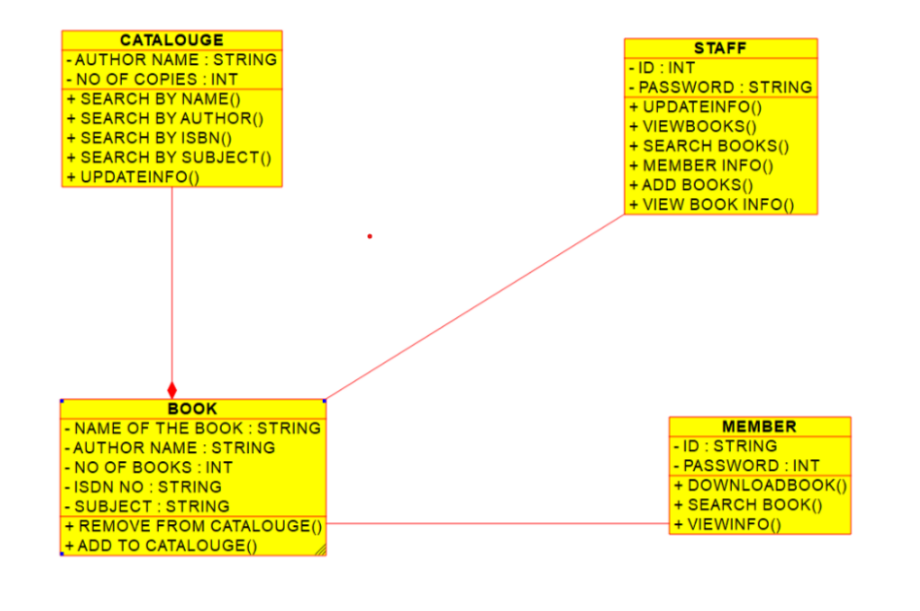 CATALOUGE
- AUTHOR NAME : STRING
- NO OF COPIES : INT
+ SEARCH BY NAME()
+ SEARCH BY AUTHOR()
+ SEARCH BY ISBN()
+ SEARCH BY SUBJECT()
+ UPDATEINFO()
STAFF
- ID : INT
- PASSWORD : STRING
+ UPDATEINFO()
+ VIEWBOOKS()
+ SEARCH BOOKS()
+ MEMBER INFO()
+ ADD BOOKS()
+ VIEW BOOK INFO()
BOOK
- NAME OF THE BOOK : STRING
- AUTHOR NAME : STRING
- NO OF BOOKS : INT
- ISDN NO : STRING
- SUBJECT : STRING
+ REMOVE FROM CATALOUGE()
+ ADD TO CATALOUGE()
MEMBER
- ID : STRING
- PASSWORD : INT
+ DOWNLOADBOOK()
+ SEARCH BOOK()
+ VIEWINFO()